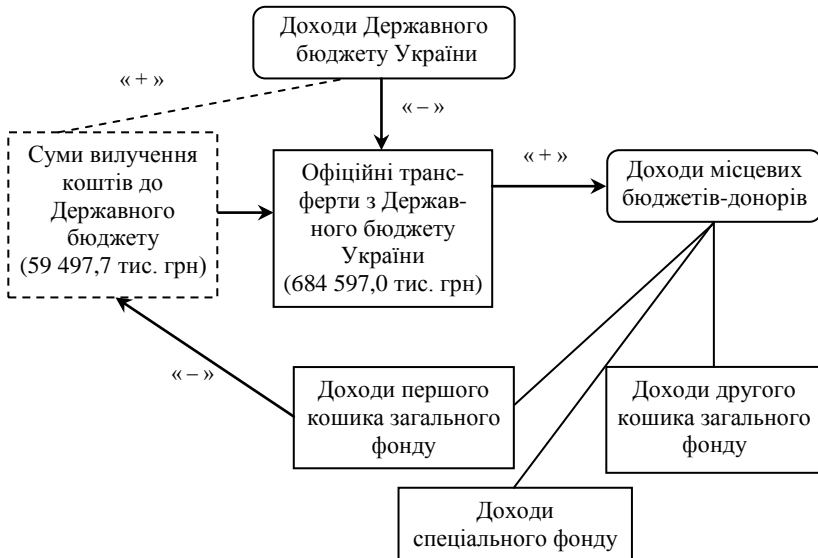 Доходи Державного
бюджету України
« + »
« – »
Суми вилучення
коштів до
Державного
бюджету
(59 497,7 тис. грн)
Офіційні транс-
ферти з Держав-
ного бюджету
України
(684 597,0 тис. грн)
« + »
Доходи місцевих
бюджетів-донорів
« – »
Доходи першого
кошика загального
фонду
Доходи другого
кошика загального
фонду
Доходи
спеціального фонду